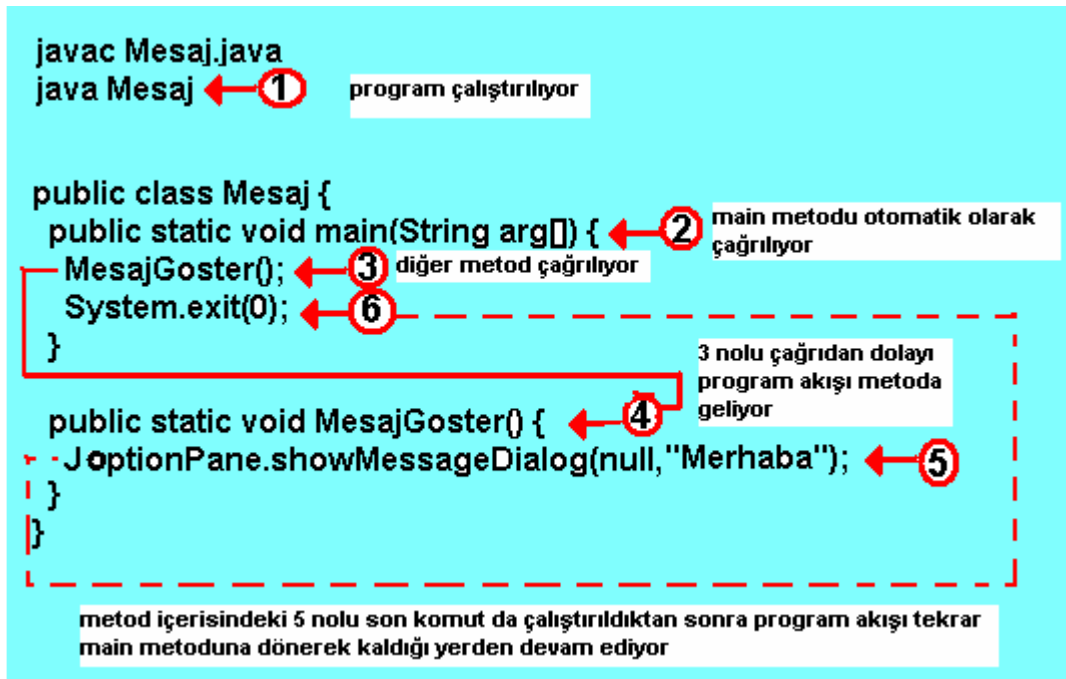 javac Mesaj.java
java Mesaj 1 program çalıştırılıyor
public class Mesaj {
public static void main(String arg[]) { 2 main metodu otomatik olarak
çağrılıyor
MesajGoster(); 3 diğer metod çağrılıyor
System.exit(0); 6
}
3 nolu çağrıdan dolayı
program akışı metoda
geliyor
public static void MesajGoster() { 4
JoptionPane.showMessageDialog(null,"Merhaba"); 5
}
}
metod içerisindeki 5 nolu son komut da çalıştırıldıktan sonra program akışı tekrar
main metoduna dönerek kaldığı yerden devam ediyor